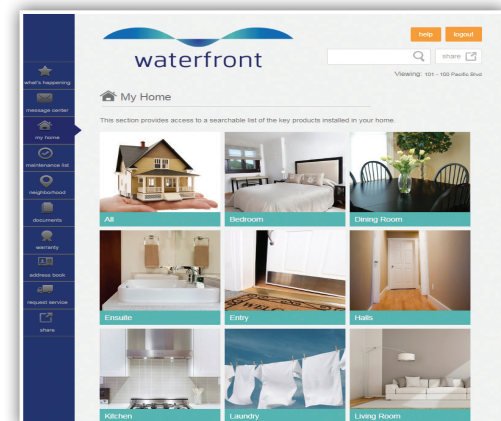 waterfront
help
logout
share
Viewing: 101 - 100 Pacific Blvd
what's happening
message center
my home
maintenance list
neighborhood
documents
warranty
address book
request service
share
My Home
This section provides access to a searchable list of the key products installed in your home.
All
Bedroom
Dining Room
Ensuite
Entry
Halls
WELCO
Kitchen
Laundry
Living Room